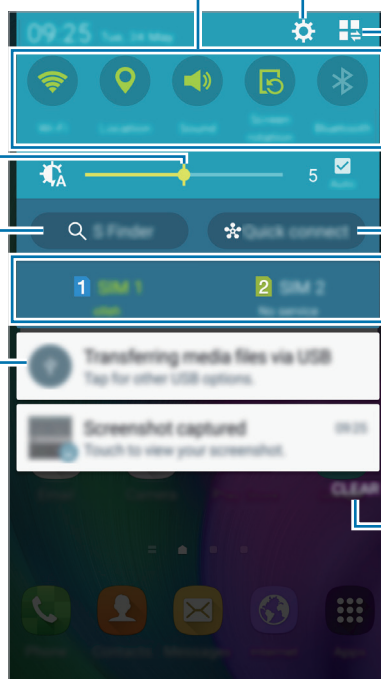 09:25 Tue, 24 May
Wi-Fi Location Sound Screen rotation Bluetooth
A 5 Auto
S Finder Quick connect
1 SIM 1 2 SIM 2
No service
Transferring media files via USB
Tap for other USB options.
Screenshot captured 09:25
Touch to view your screenshot.
CLEAR
Email
Phone Contacts Messages Internet Apps